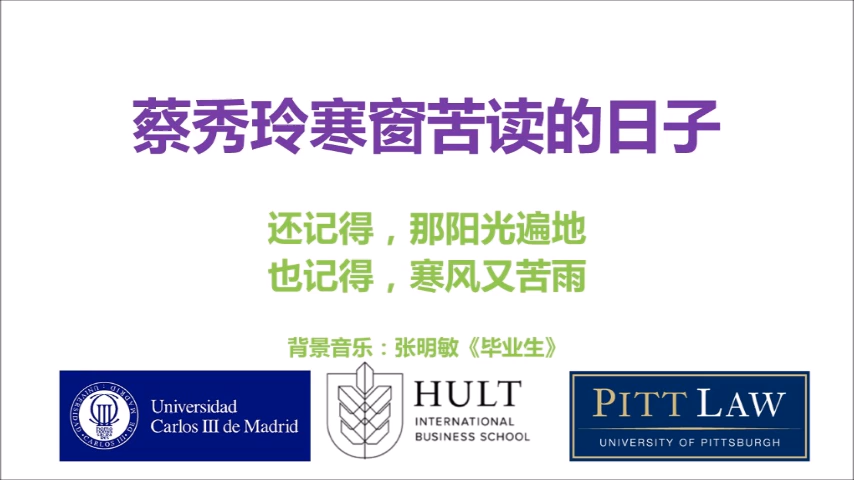 蔡秀玲寒窗苦读的日子
还记得，那阳光遍地
也记得，寒风又苦雨
背景音乐：张明敏《毕业生》
Universidad
Carlos III de Madrid
HULT
INTERNATIONAL
BUSINESS SCHOOL
PITT LAW
UNIVERSITY OF PITTSBURGH